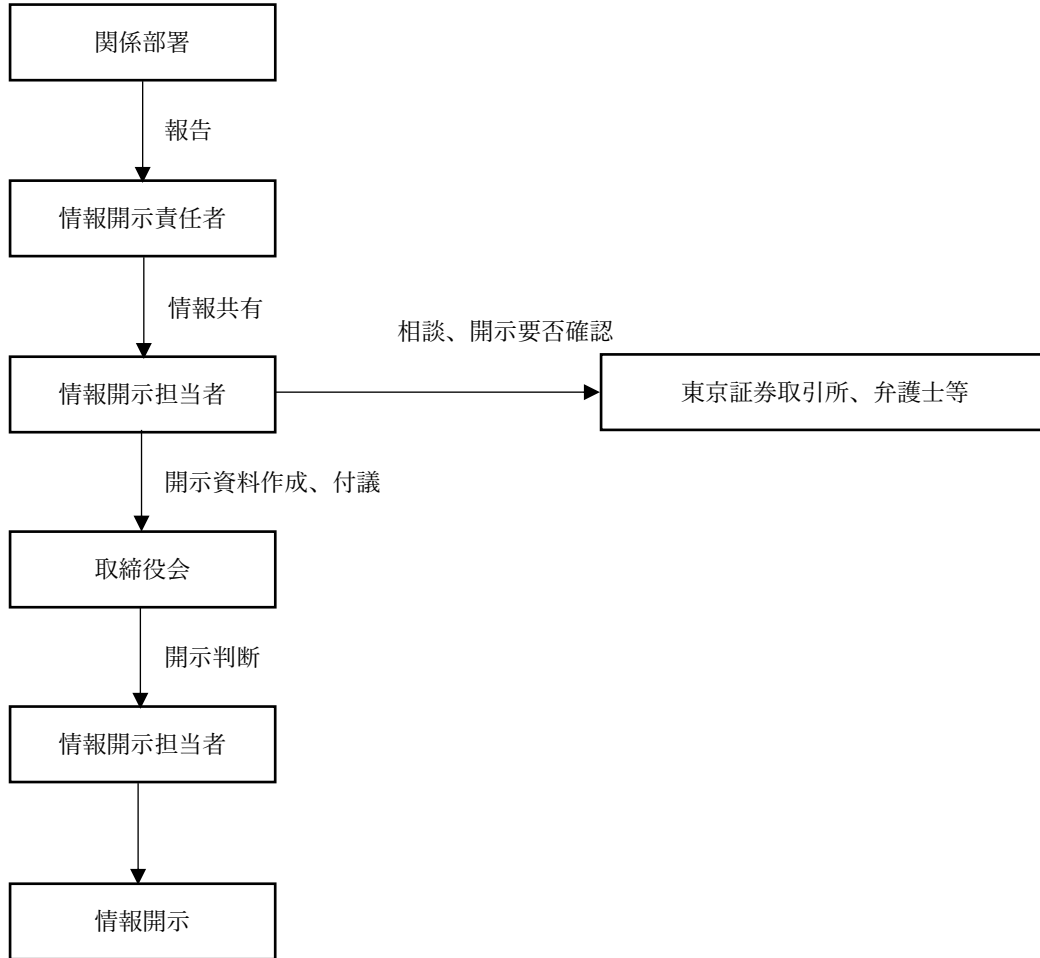 関係部署
報告
情報開示責任者
情報共有
相談、開示要否確認
情報開示担当者
東京証券取引所、弁護士等
開示資料作成、付議
取締役会
開示判断
情報開示担当者
情報開示